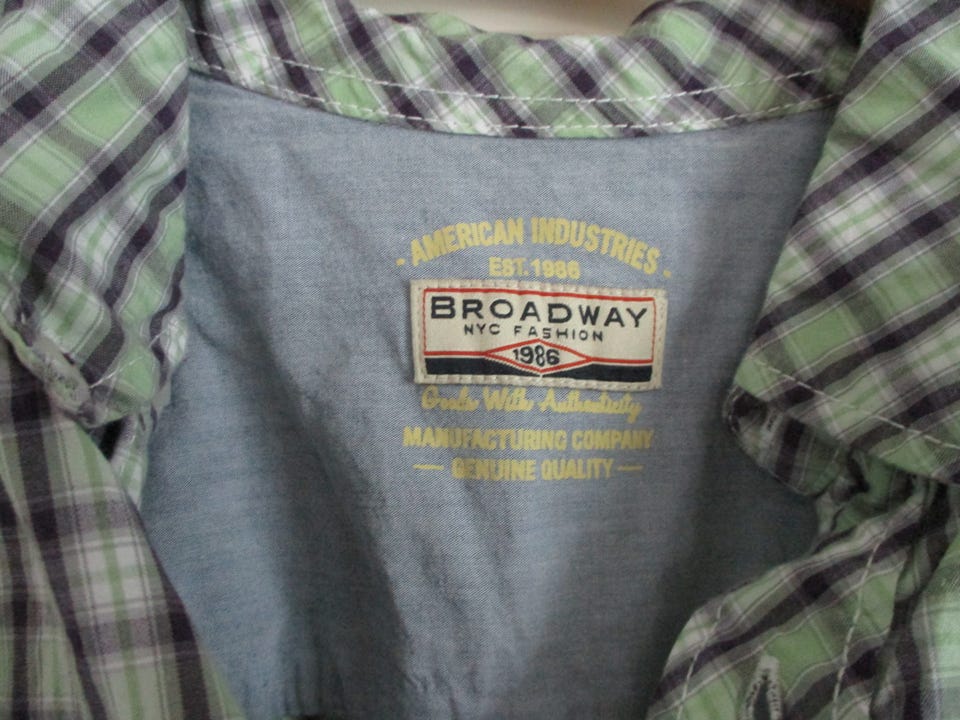 · AMERICAN INDUSTRIES ·
EST. 1986
BROADWAY
NYC FASHION
1986
Goods With Authenticity
MANUFACTURING COMPANY
— GENUINE QUALITY —